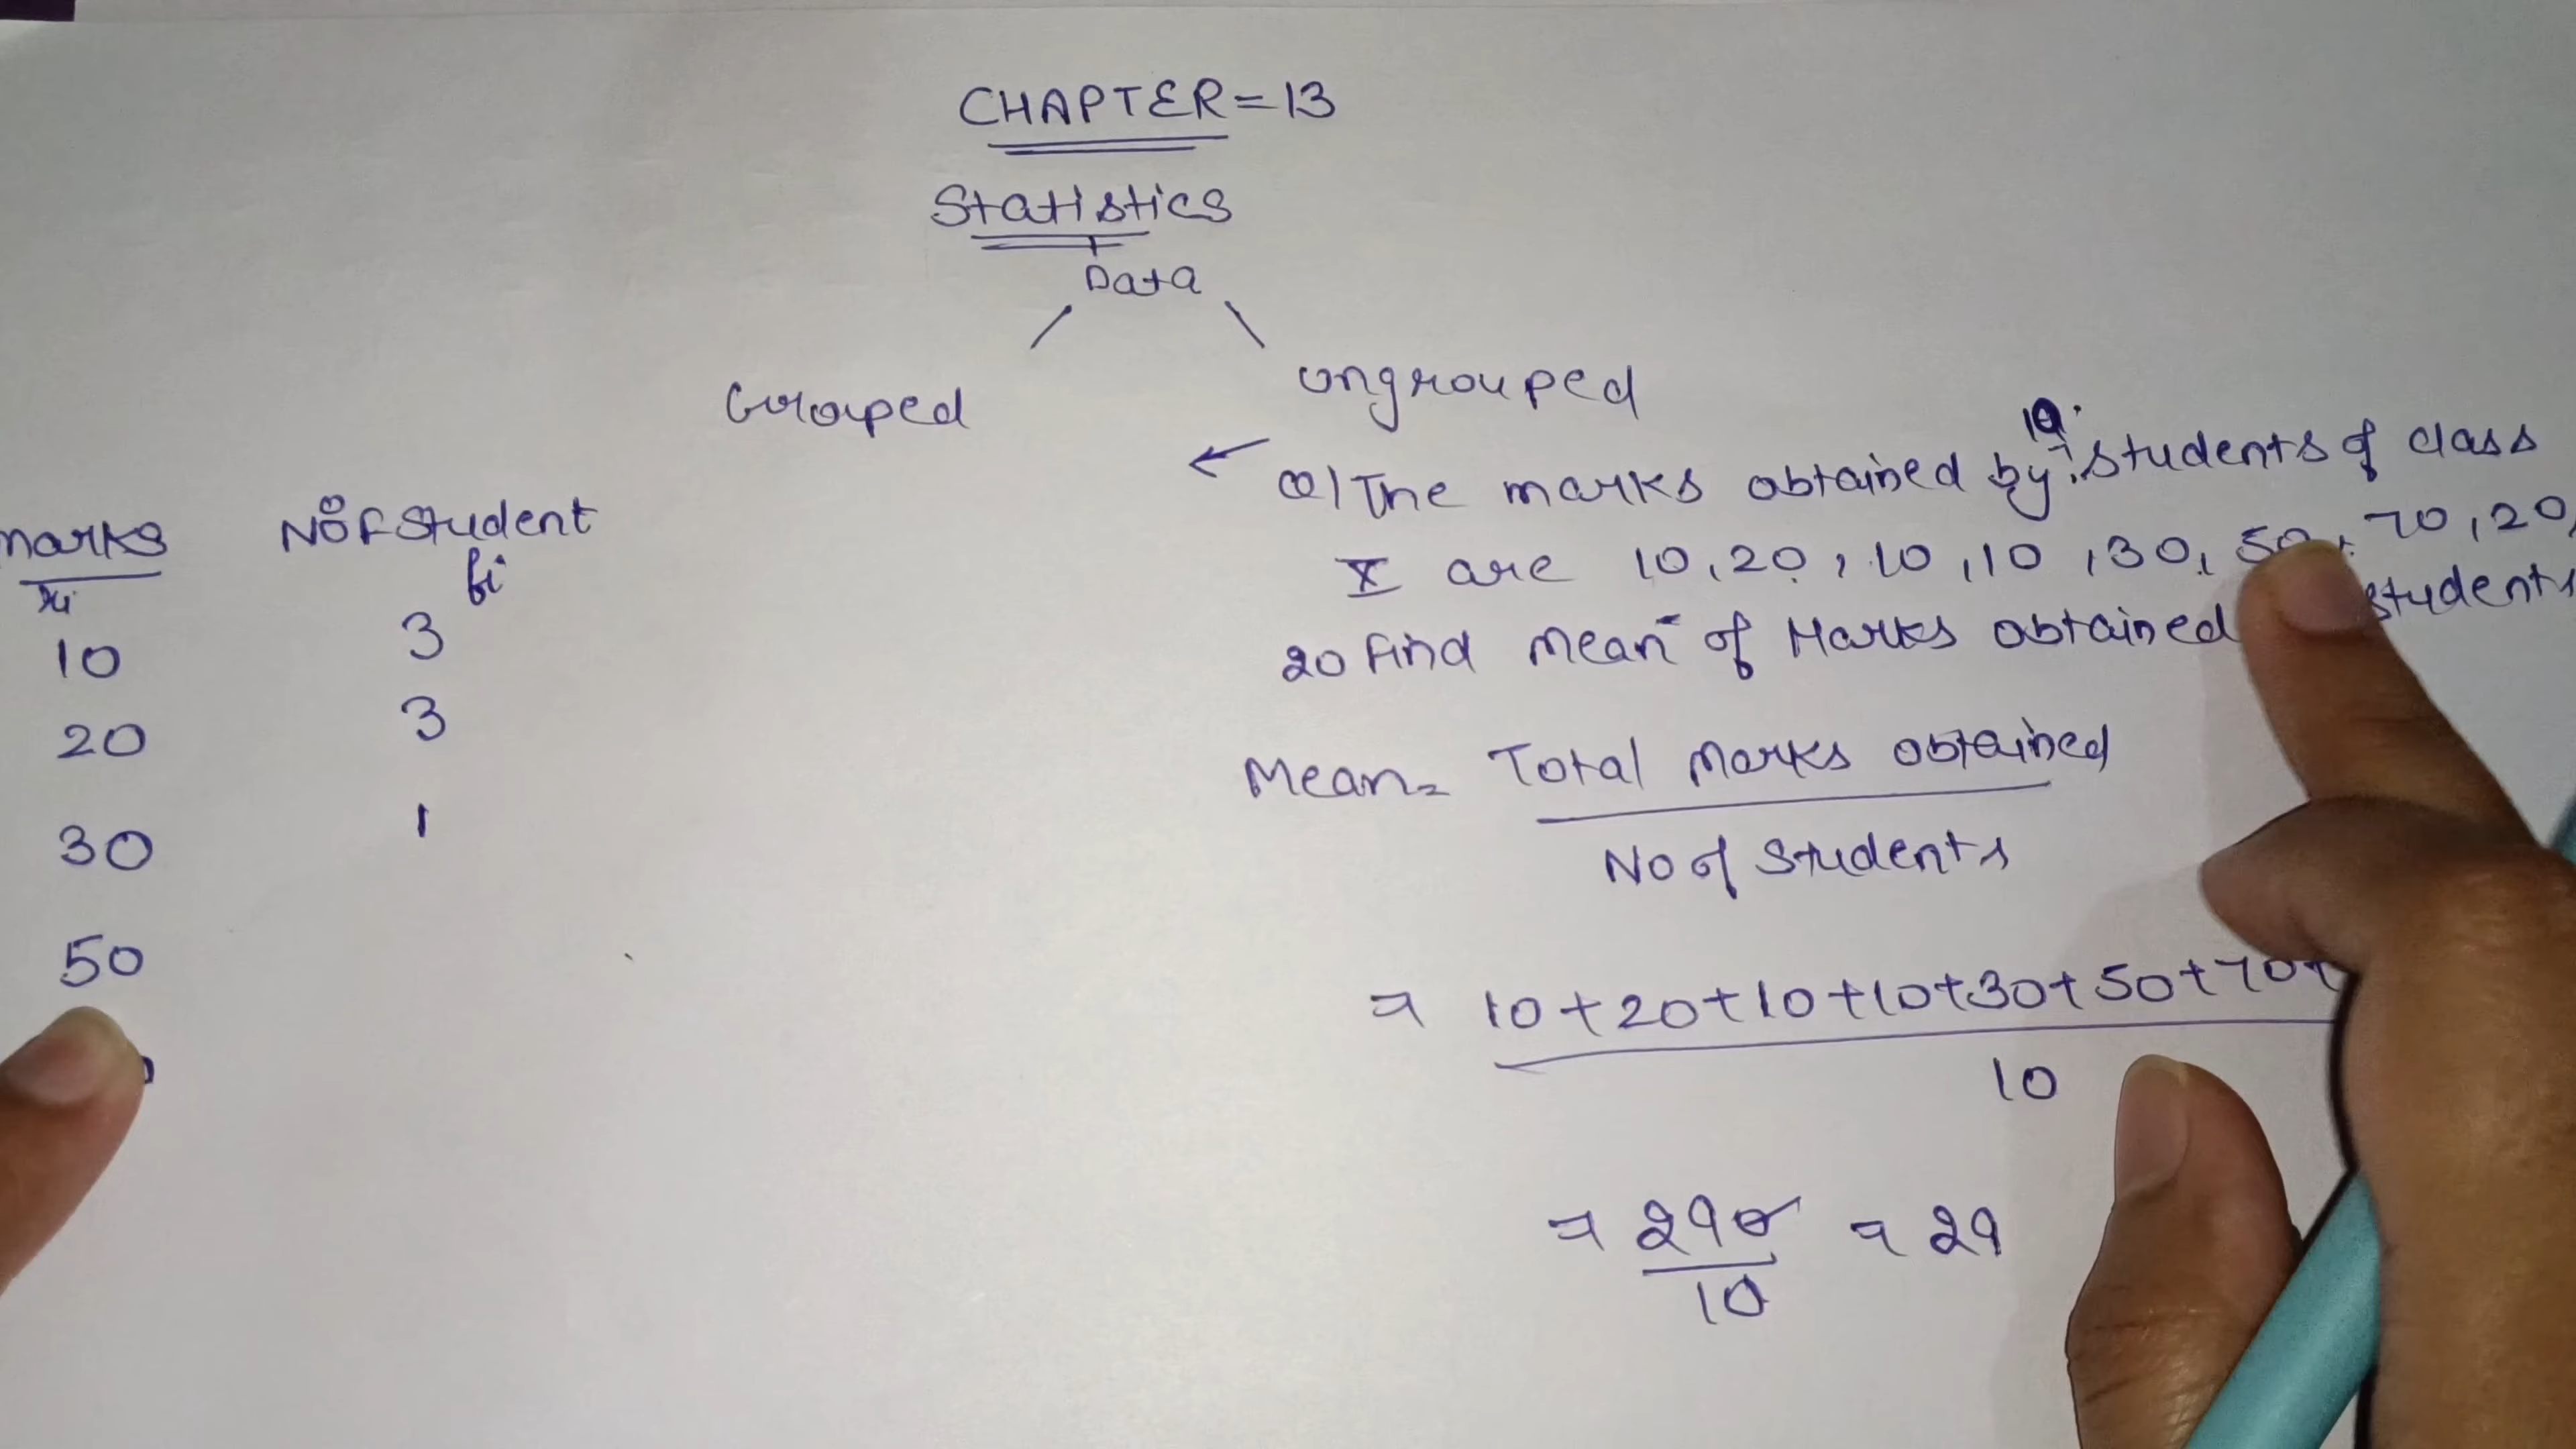 CHAPTER = 13
Statistics
Data
Grouped
ungrouped
Marks No of Student
xi fi
10 3
20 3
30 1
50
Q) The marks obtained by 10 students of class
X are 10, 20, 10, 10, 30, 50, 70, 20,
20 Find Mean of Marks obtained students
Mean = Total Marks obtained
No of Students
= 10 + 20 + 10 + 10 + 30 + 50 + 70 +
10
= 290 = 29
10